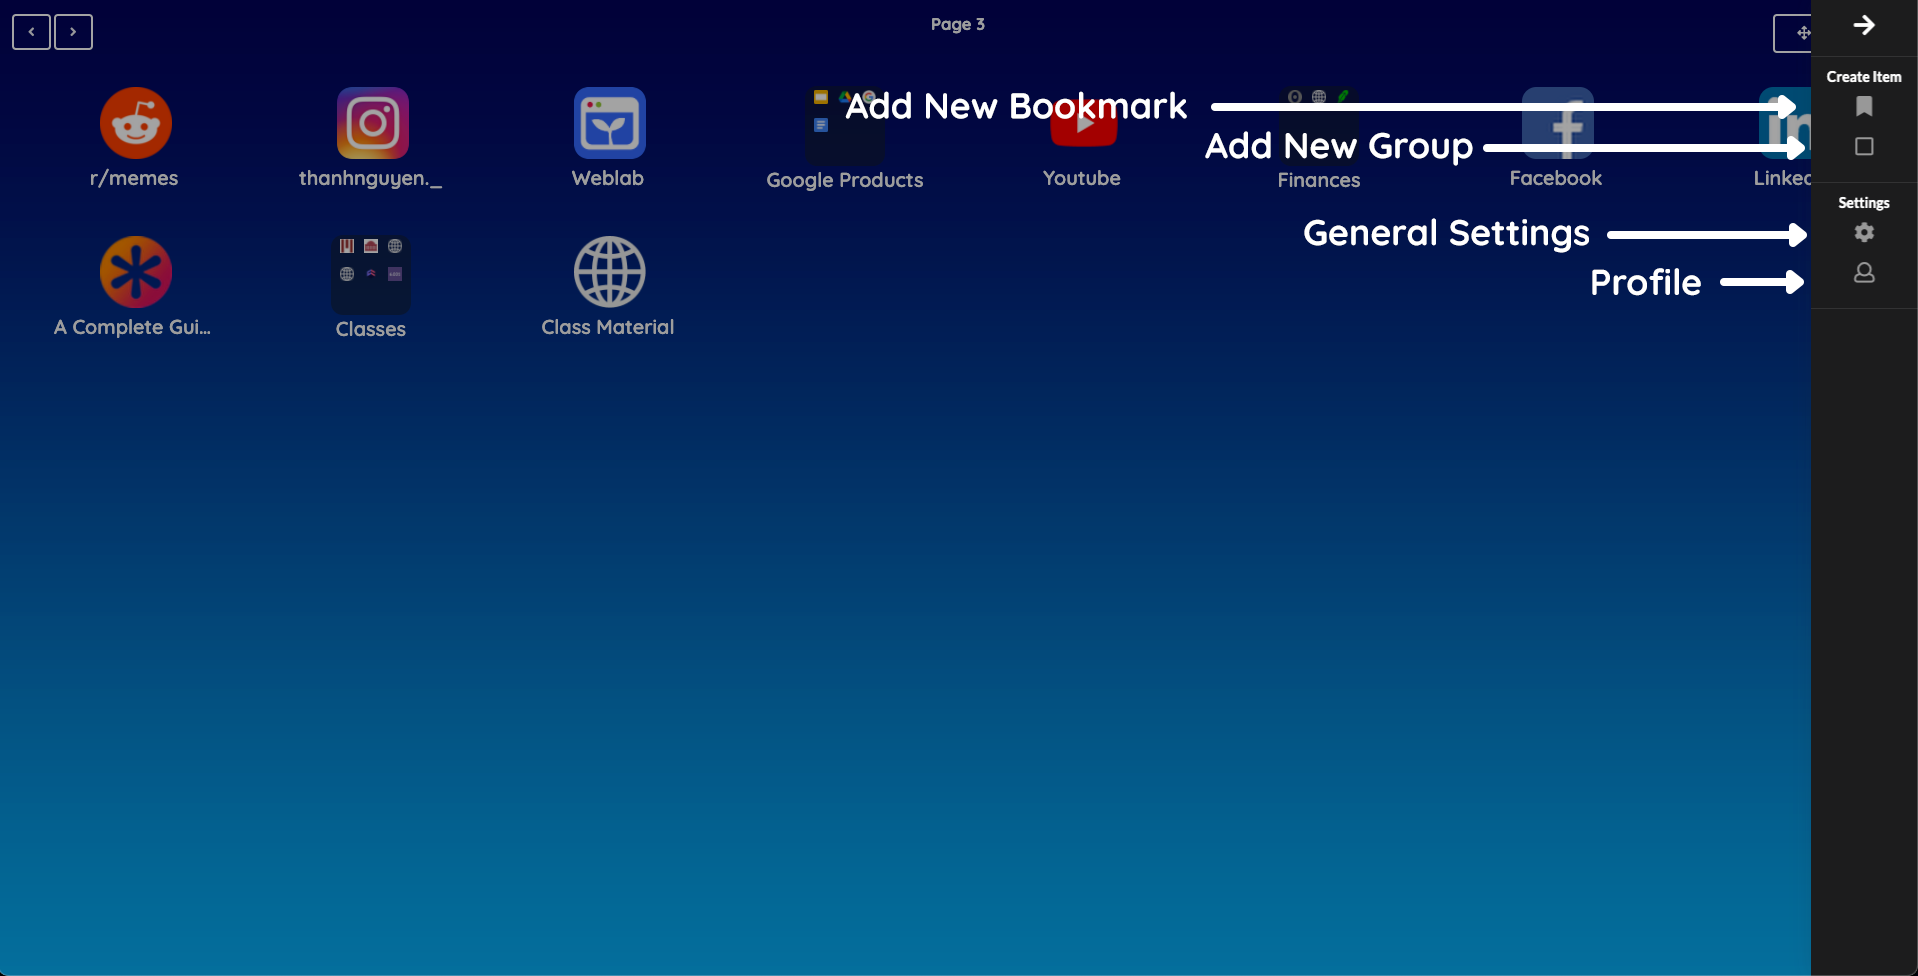 Page 3
Create Item
Add New Bookmark
Add New Group
r/memes
thanhnguyen._
Weblab
Google Products
Youtube
Finances
Facebook
Linked
Settings
General Settings
Profile
A Complete Gui...
Classes
Class Material